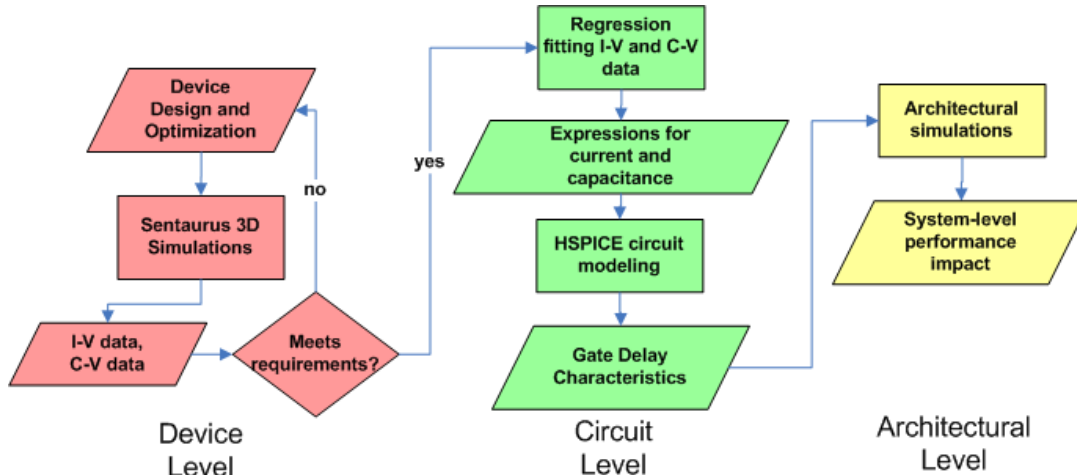 Device
Design and
Optimization
Sentaurus 3D
Simulations
I-V data,
C-V data
Meets
requirements?
no
yes
Device
Level
Regression
fitting I-V and C-V
data
Expressions for
current and
capacitance
HSPICE circuit
modeling
Gate Delay
Characteristics
Circuit
Level
Architectural
simulations
System-level
performance
impact
Architectural
Level